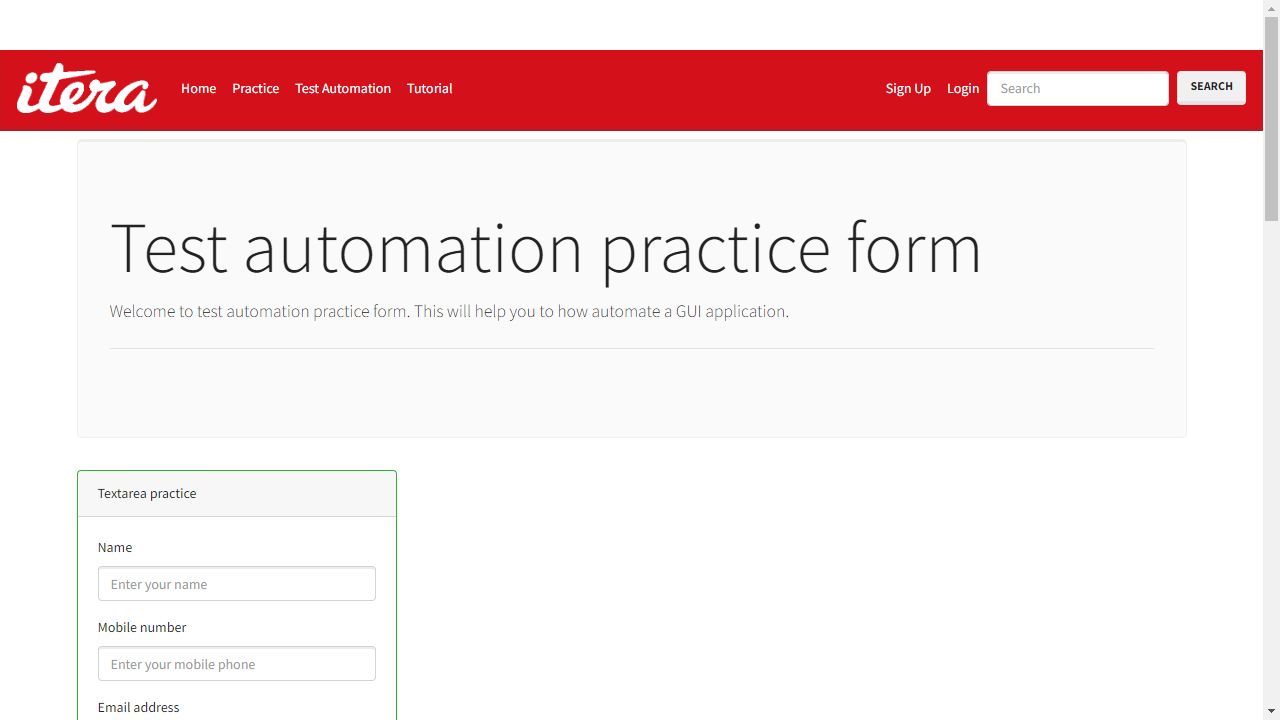 itera
Home Practice Test Automation Tutorial Sign Up Login Search SEARCH
Test automation practice form
Welcome to test automation practice form. This will help you to how automate a GUI application.
Textarea practice
Name
Enter your name
Mobile number
Enter your mobile phone
Email address